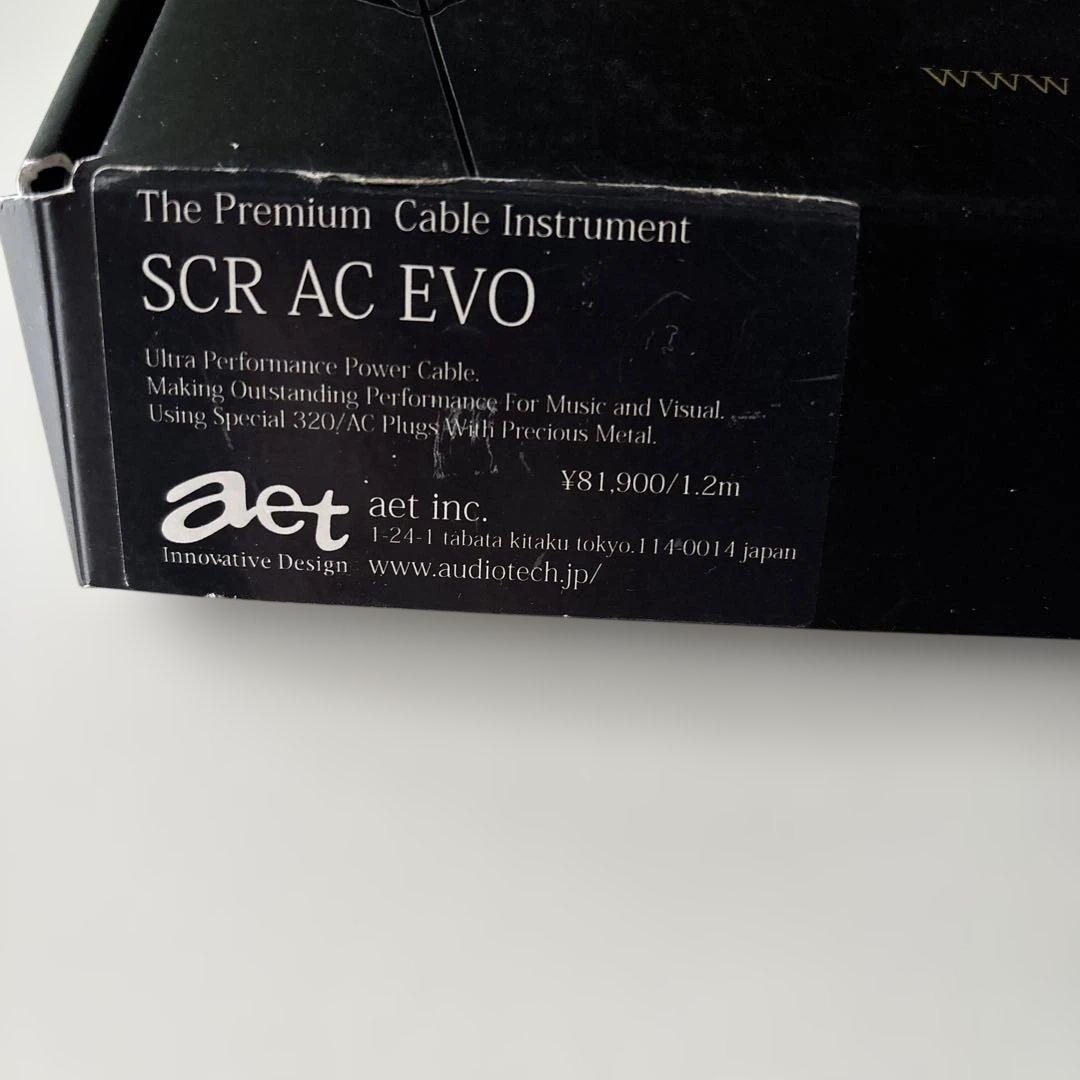 www
The Premium Cable Instrument
SCR AC EVO
Ultra Performance Power Cable.
Making Outstanding Performance For Music and Visual.
Using Special 320/AC Plugs With Precious Metal.
¥81,900/1.2m
aet aet inc.
1-24-1 tabata kitaku tokyo.114-0014 japan
Innovative Design www.audiotech.jp/